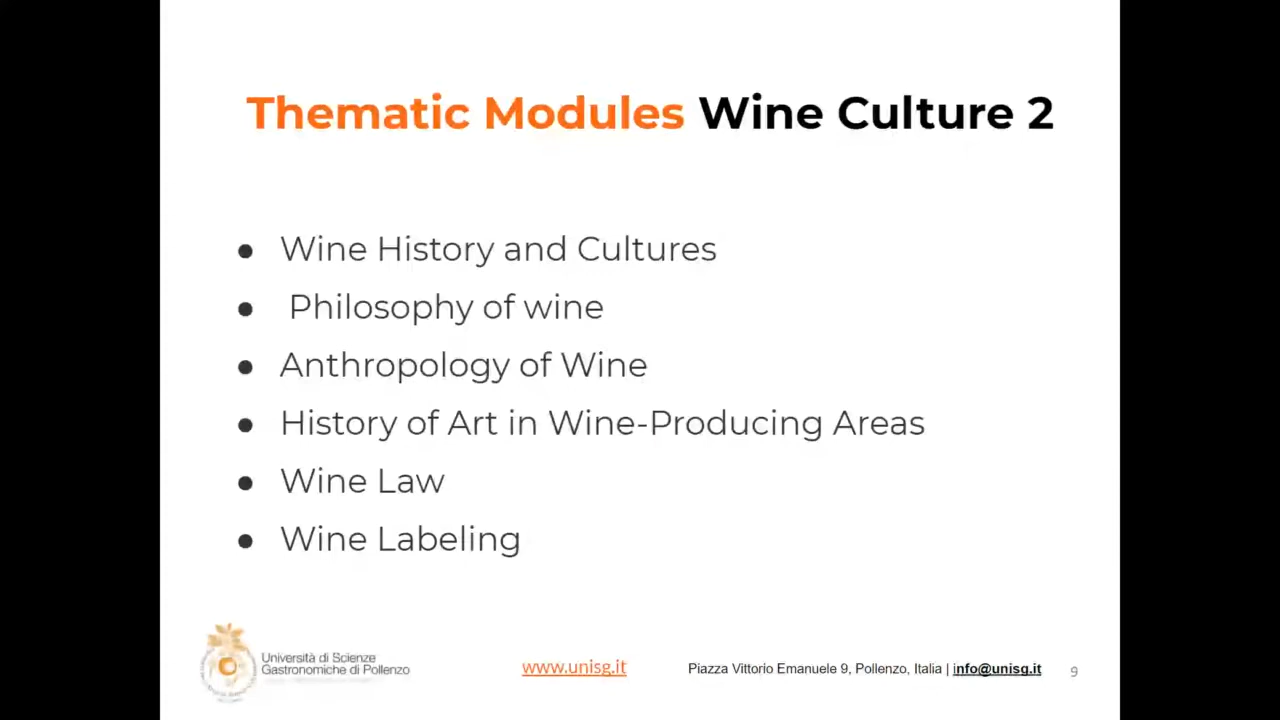 Thematic Modules Wine Culture 2
● Wine History and Cultures
● Philosophy of wine
● Anthropology of Wine
● History of Art in Wine-Producing Areas
● Wine Law
● Wine Labeling
Università di Scienze
Gastronomiche di Pollenzo
www.unisg.it
Piazza Vittorio Emanuele 9, Pollenzo, Italia | info@unisg.it
9